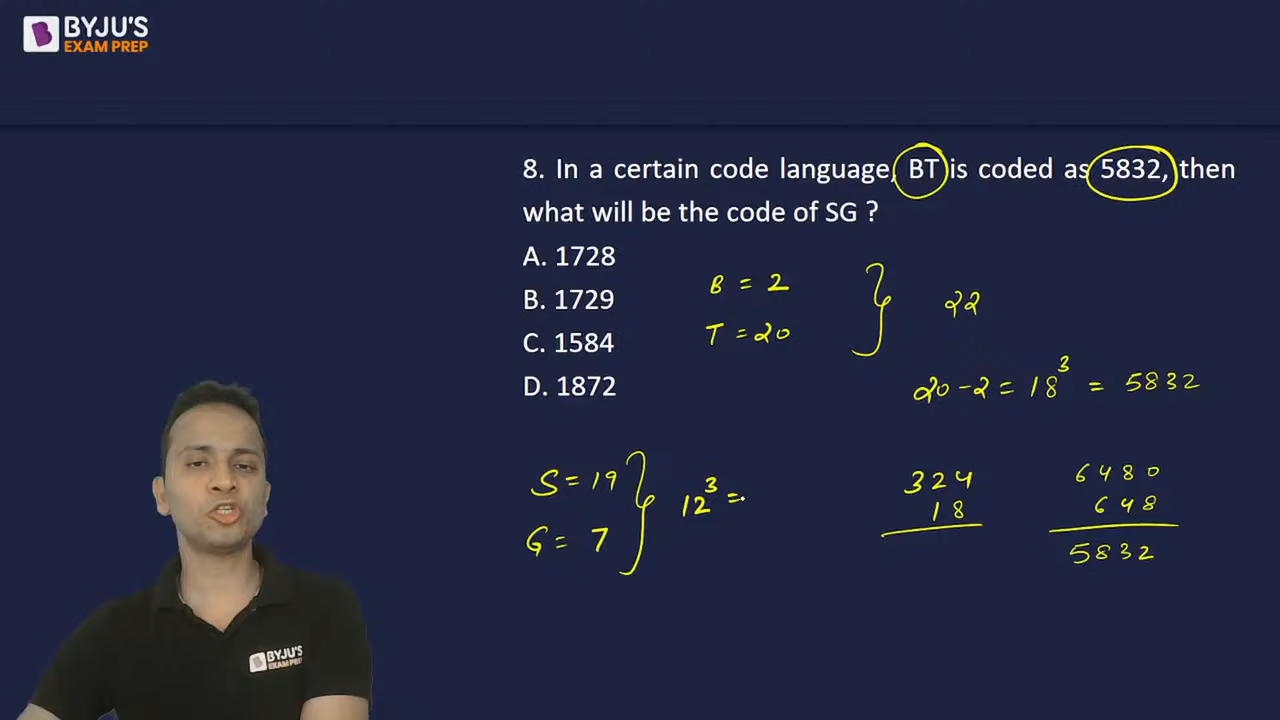 BYJU'S
EXAM PREP
8. In a certain code language, BT is coded as 5832, then
what will be the code of SG ?
A. 1728
B. 1729
C. 1584
D. 1872
B = 2
T = 20
22
20 - 2 = 18³ = 5832
S = 19
G = 7
12³ =
324
18
6480
648
5832
BYJU'S
EXAM PREP